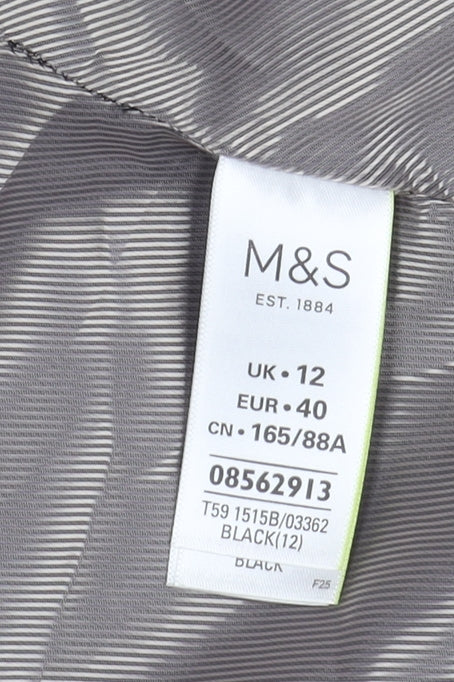 M&S
EST. 1884
UK • 12
EUR • 40
CN • 165/88A
08562913
T59 1515B/03362
BLACK(12)
BLACK
F25